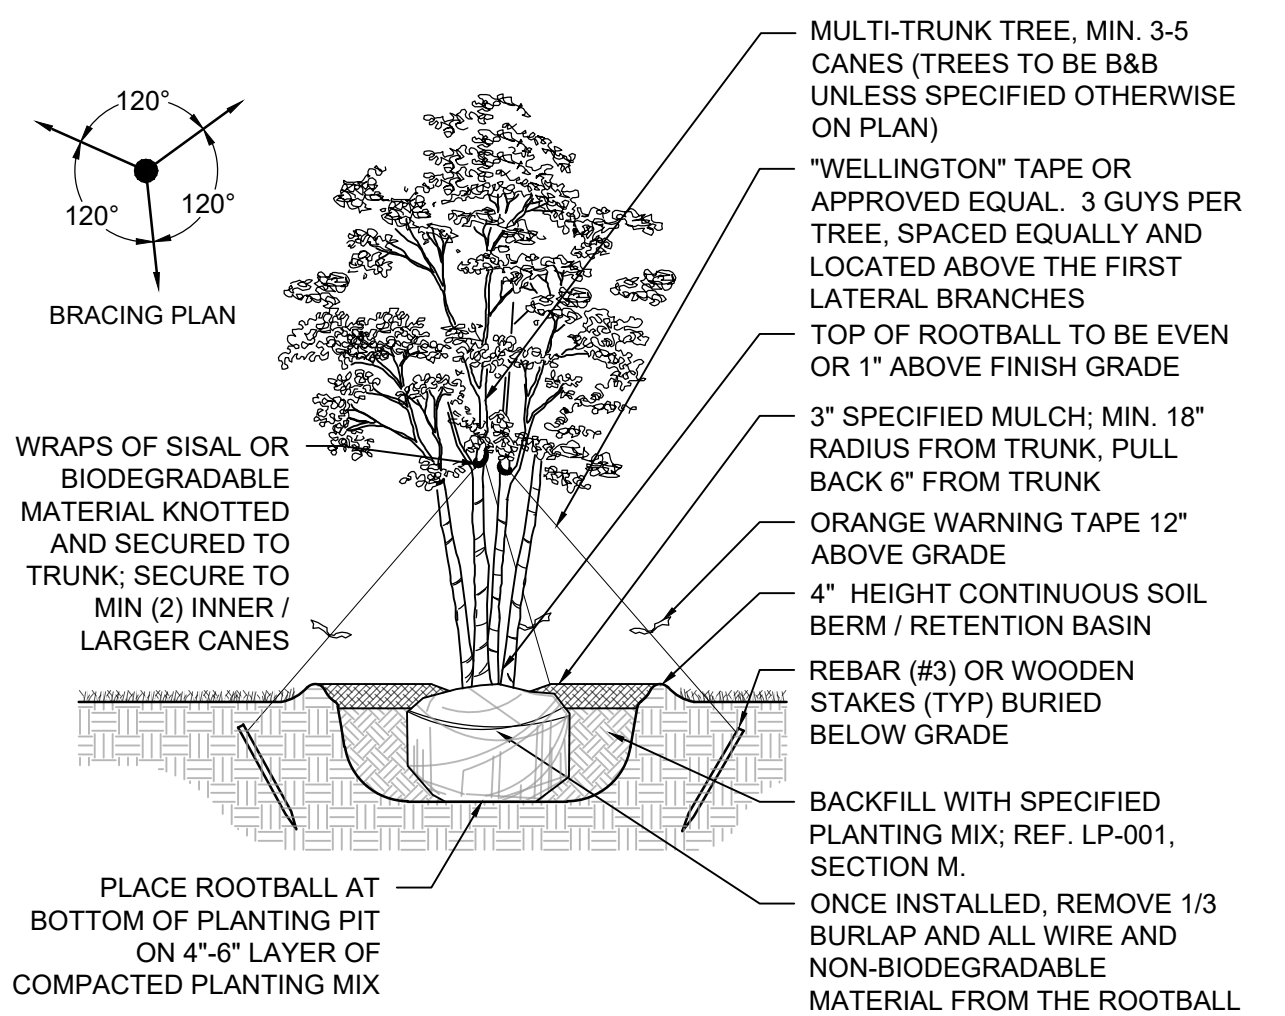 120°
120°
120°
BRACING PLAN
WRAPS OF SISAL OR
BIODEGRADABLE
MATERIAL KNOTTED
AND SECURED TO
TRUNK; SECURE TO
MIN (2) INNER /
LARGER CANES
PLACE ROOTBALL AT
BOTTOM OF PLANTING PIT
ON 4"-6" LAYER OF
COMPACTED PLANTING MIX
MULTI-TRUNK TREE, MIN. 3-5
CANES (TREES TO BE B&B
UNLESS SPECIFIED OTHERWISE
ON PLAN)
"WELLINGTON" TAPE OR
APPROVED EQUAL.  3 GUYS PER
TREE, SPACED EQUALLY AND
LOCATED ABOVE THE FIRST
LATERAL BRANCHES
TOP OF ROOTBALL TO BE EVEN
OR 1" ABOVE FINISH GRADE
3" SPECIFIED MULCH; MIN. 18"
RADIUS FROM TRUNK, PULL
BACK 6" FROM TRUNK
ORANGE WARNING TAPE 12"
ABOVE GRADE
4"  HEIGHT CONTINUOUS SOIL
BERM / RETENTION BASIN
REBAR (#3) OR WOODEN
STAKES (TYP) BURIED
BELOW GRADE
BACKFILL WITH SPECIFIED
PLANTING MIX; REF. LP-001,
SECTION M.
ONCE INSTALLED, REMOVE 1/3
BURLAP AND ALL WIRE AND
NON-BIODEGRADABLE
MATERIAL FROM THE ROOTBALL